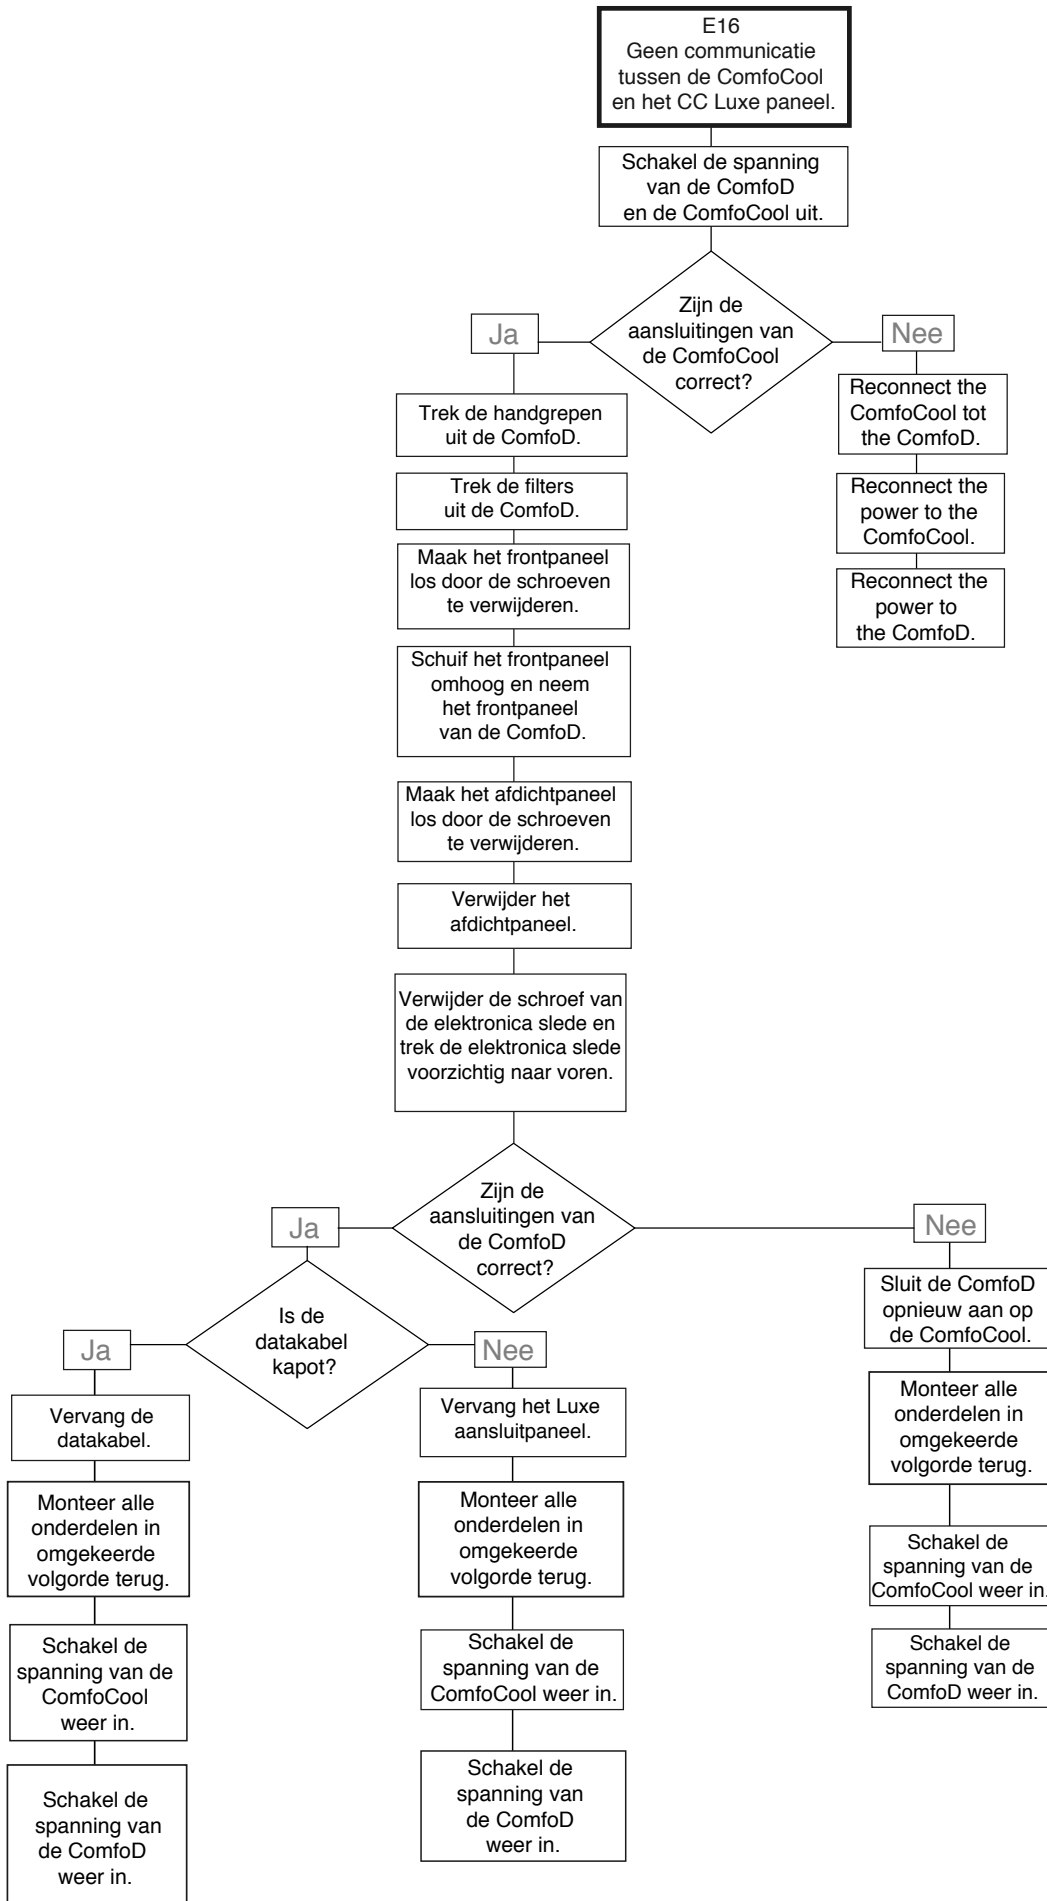 E16
Geen communicatie
tussen de ComfoCool
en het CC Luxe paneel.
Schakel de spanning
van de ComfoD
en de ComfoCool uit.
Zijn de
aansluitingen van
de ComfoCool
correct?
Ja
Nee
Trek de handgrepen
uit de ComfoD.
Trek de filters
uit de ComfoD.
Maak het frontpaneel
los door de schroeven
te verwijderen.
Schuif het frontpaneel
omhoog en neem
het frontpaneel
van de ComfoD.
Maak het afdichtpaneel
los door de schroeven
te verwijderen.
Verwijder het
afdichtpaneel.
Verwijder de schroef van
de elektronica slede en
trek de elektronica slede
voorzichtig naar voren.
Reconnect the
ComfoCool tot
the ComfoD.
Reconnect the
power to the
ComfoCool.
Reconnect the
power to
the ComfoD.
Zijn de
aansluitingen van
de ComfoD
correct?
Ja
Nee
Is de
datakabel
kapot?
Ja
Nee
Vervang de
datakabel.
Monteer alle
onderdelen in
omgekeerde
volgorde terug.
Schakel de
spanning van de
ComfoCool
weer in.
Schakel de
spanning van
de ComfoD
weer in.
Vervang het Luxe
aansluitpaneel.
Monteer alle
onderdelen in
omgekeerde
volgorde terug.
Schakel de
spanning van de
ComfoCool weer in.
Schakel de
spanning van
de ComfoD
weer in.
Sluit de ComfoD
opnieuw aan op
de ComfoCool.
Monteer alle
onderdelen in
omgekeerde
volgorde terug.
Schakel de
spanning van de
ComfoCool weer in.
Schakel de
spanning van de
ComfoD weer in.